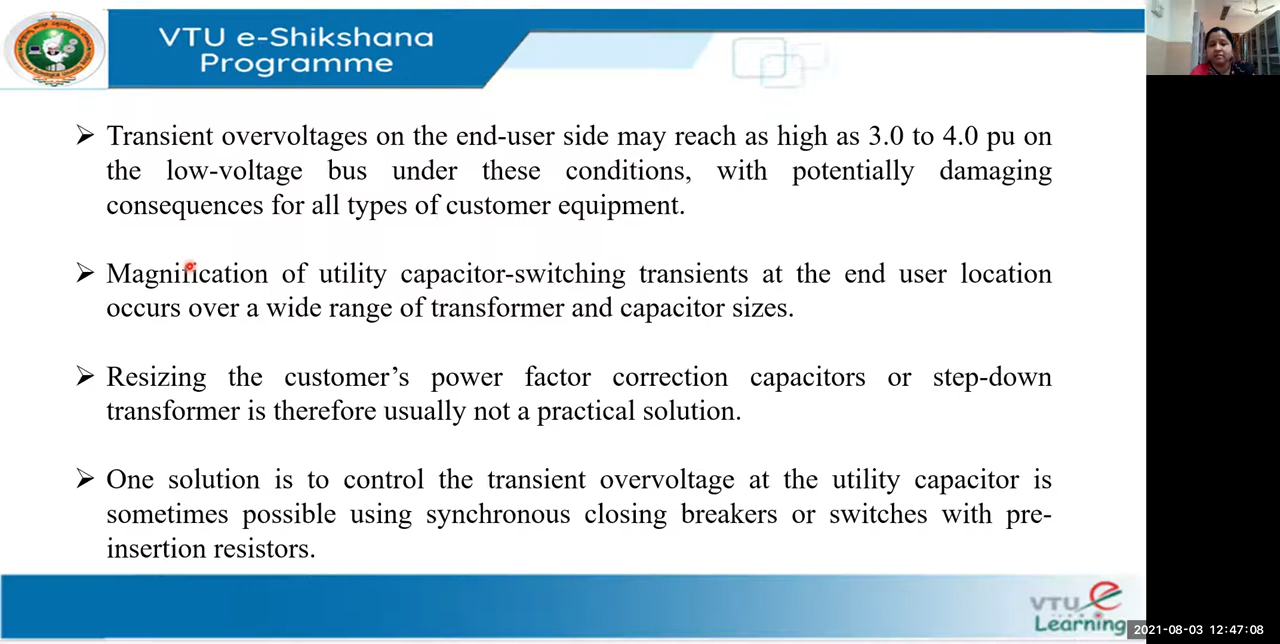 VTU e-Shikshana
Programme
➢ Transient overvoltages on the end-user side may reach as high as 3.0 to 4.0 pu on
the low-voltage bus under these conditions, with potentially damaging
consequences for all types of customer equipment.
➢ Magnification of utility capacitor-switching transients at the end user location
occurs over a wide range of transformer and capacitor sizes.
➢ Resizing the customer’s power factor correction capacitors or step-down
transformer is therefore usually not a practical solution.
➢ One solution is to control the transient overvoltage at the utility capacitor is
sometimes possible using synchronous closing breakers or switches with pre-
insertion resistors.
VTU e
Learning
2021-08-03 12:47:08